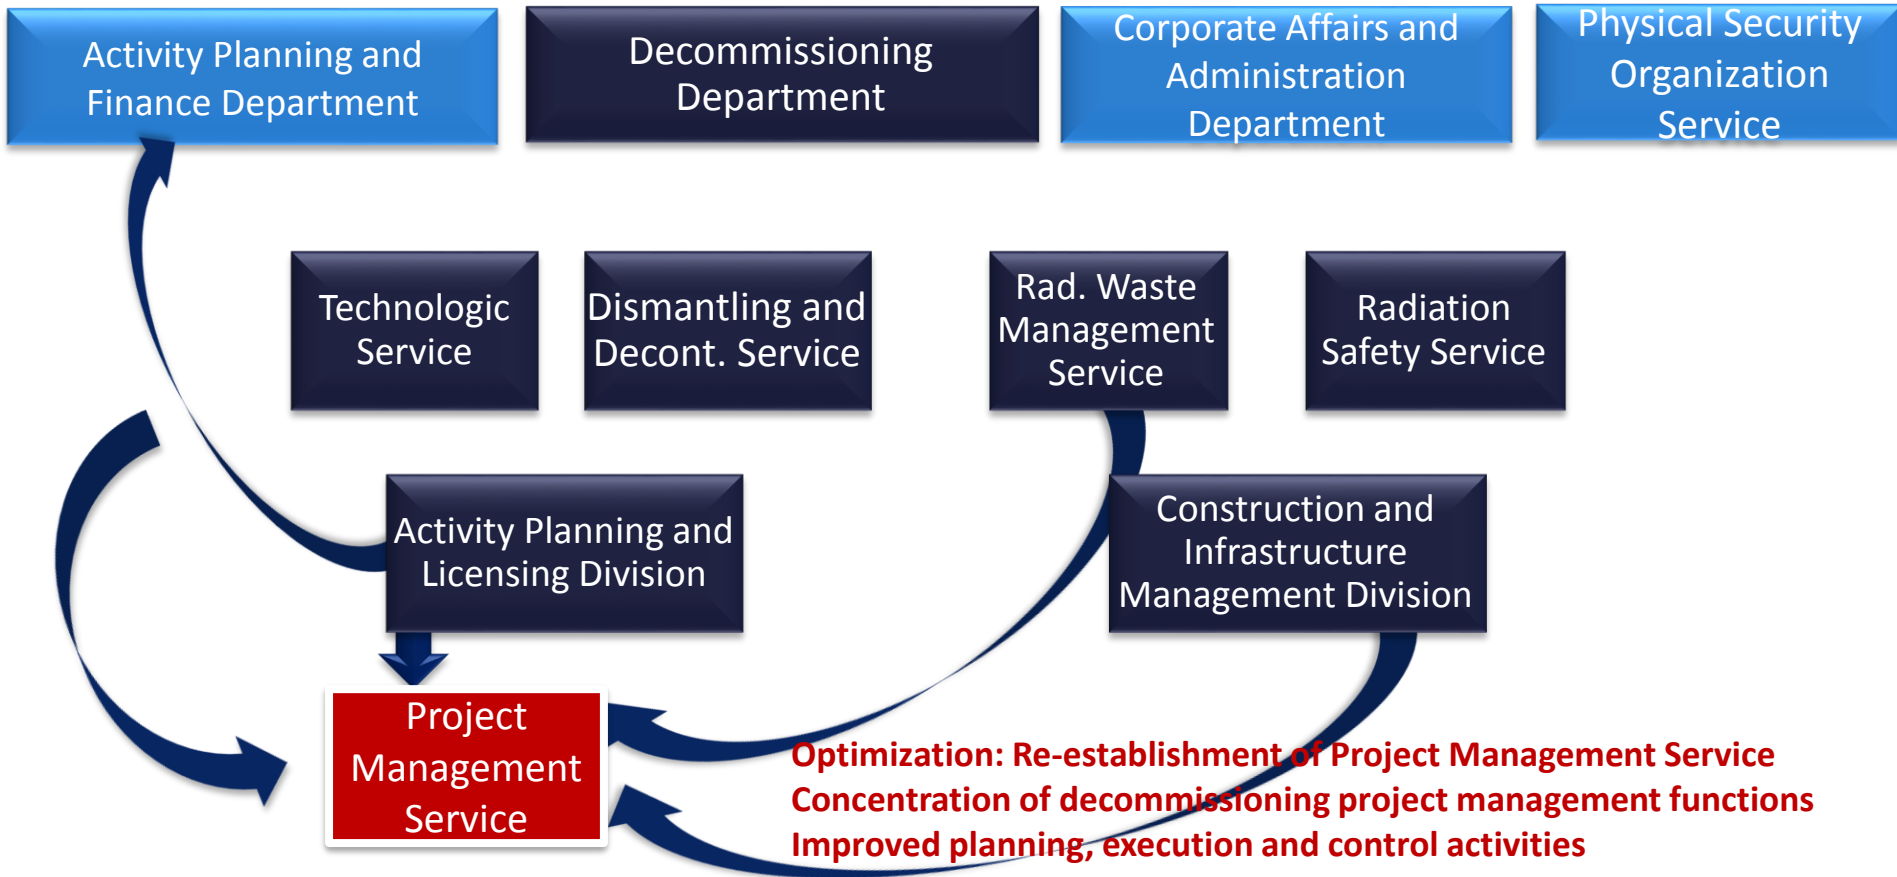 Activity Planning and
Finance Department
Decommissioning
Department
Corporate Affairs and
Administration
Department
Physical Security
Organization
Service
Technologic
Service
Dismantling and
Decont. Service
Rad. Waste
Management
Service
Radiation
Safety Service
Activity Planning and
Licensing Division
Construction and
Infrastructure
Management Division
Project
Management
Service
Optimization: Re-establishment of Project Management Service
Concentration of decommissioning project management functions
Improved planning, execution and control activities